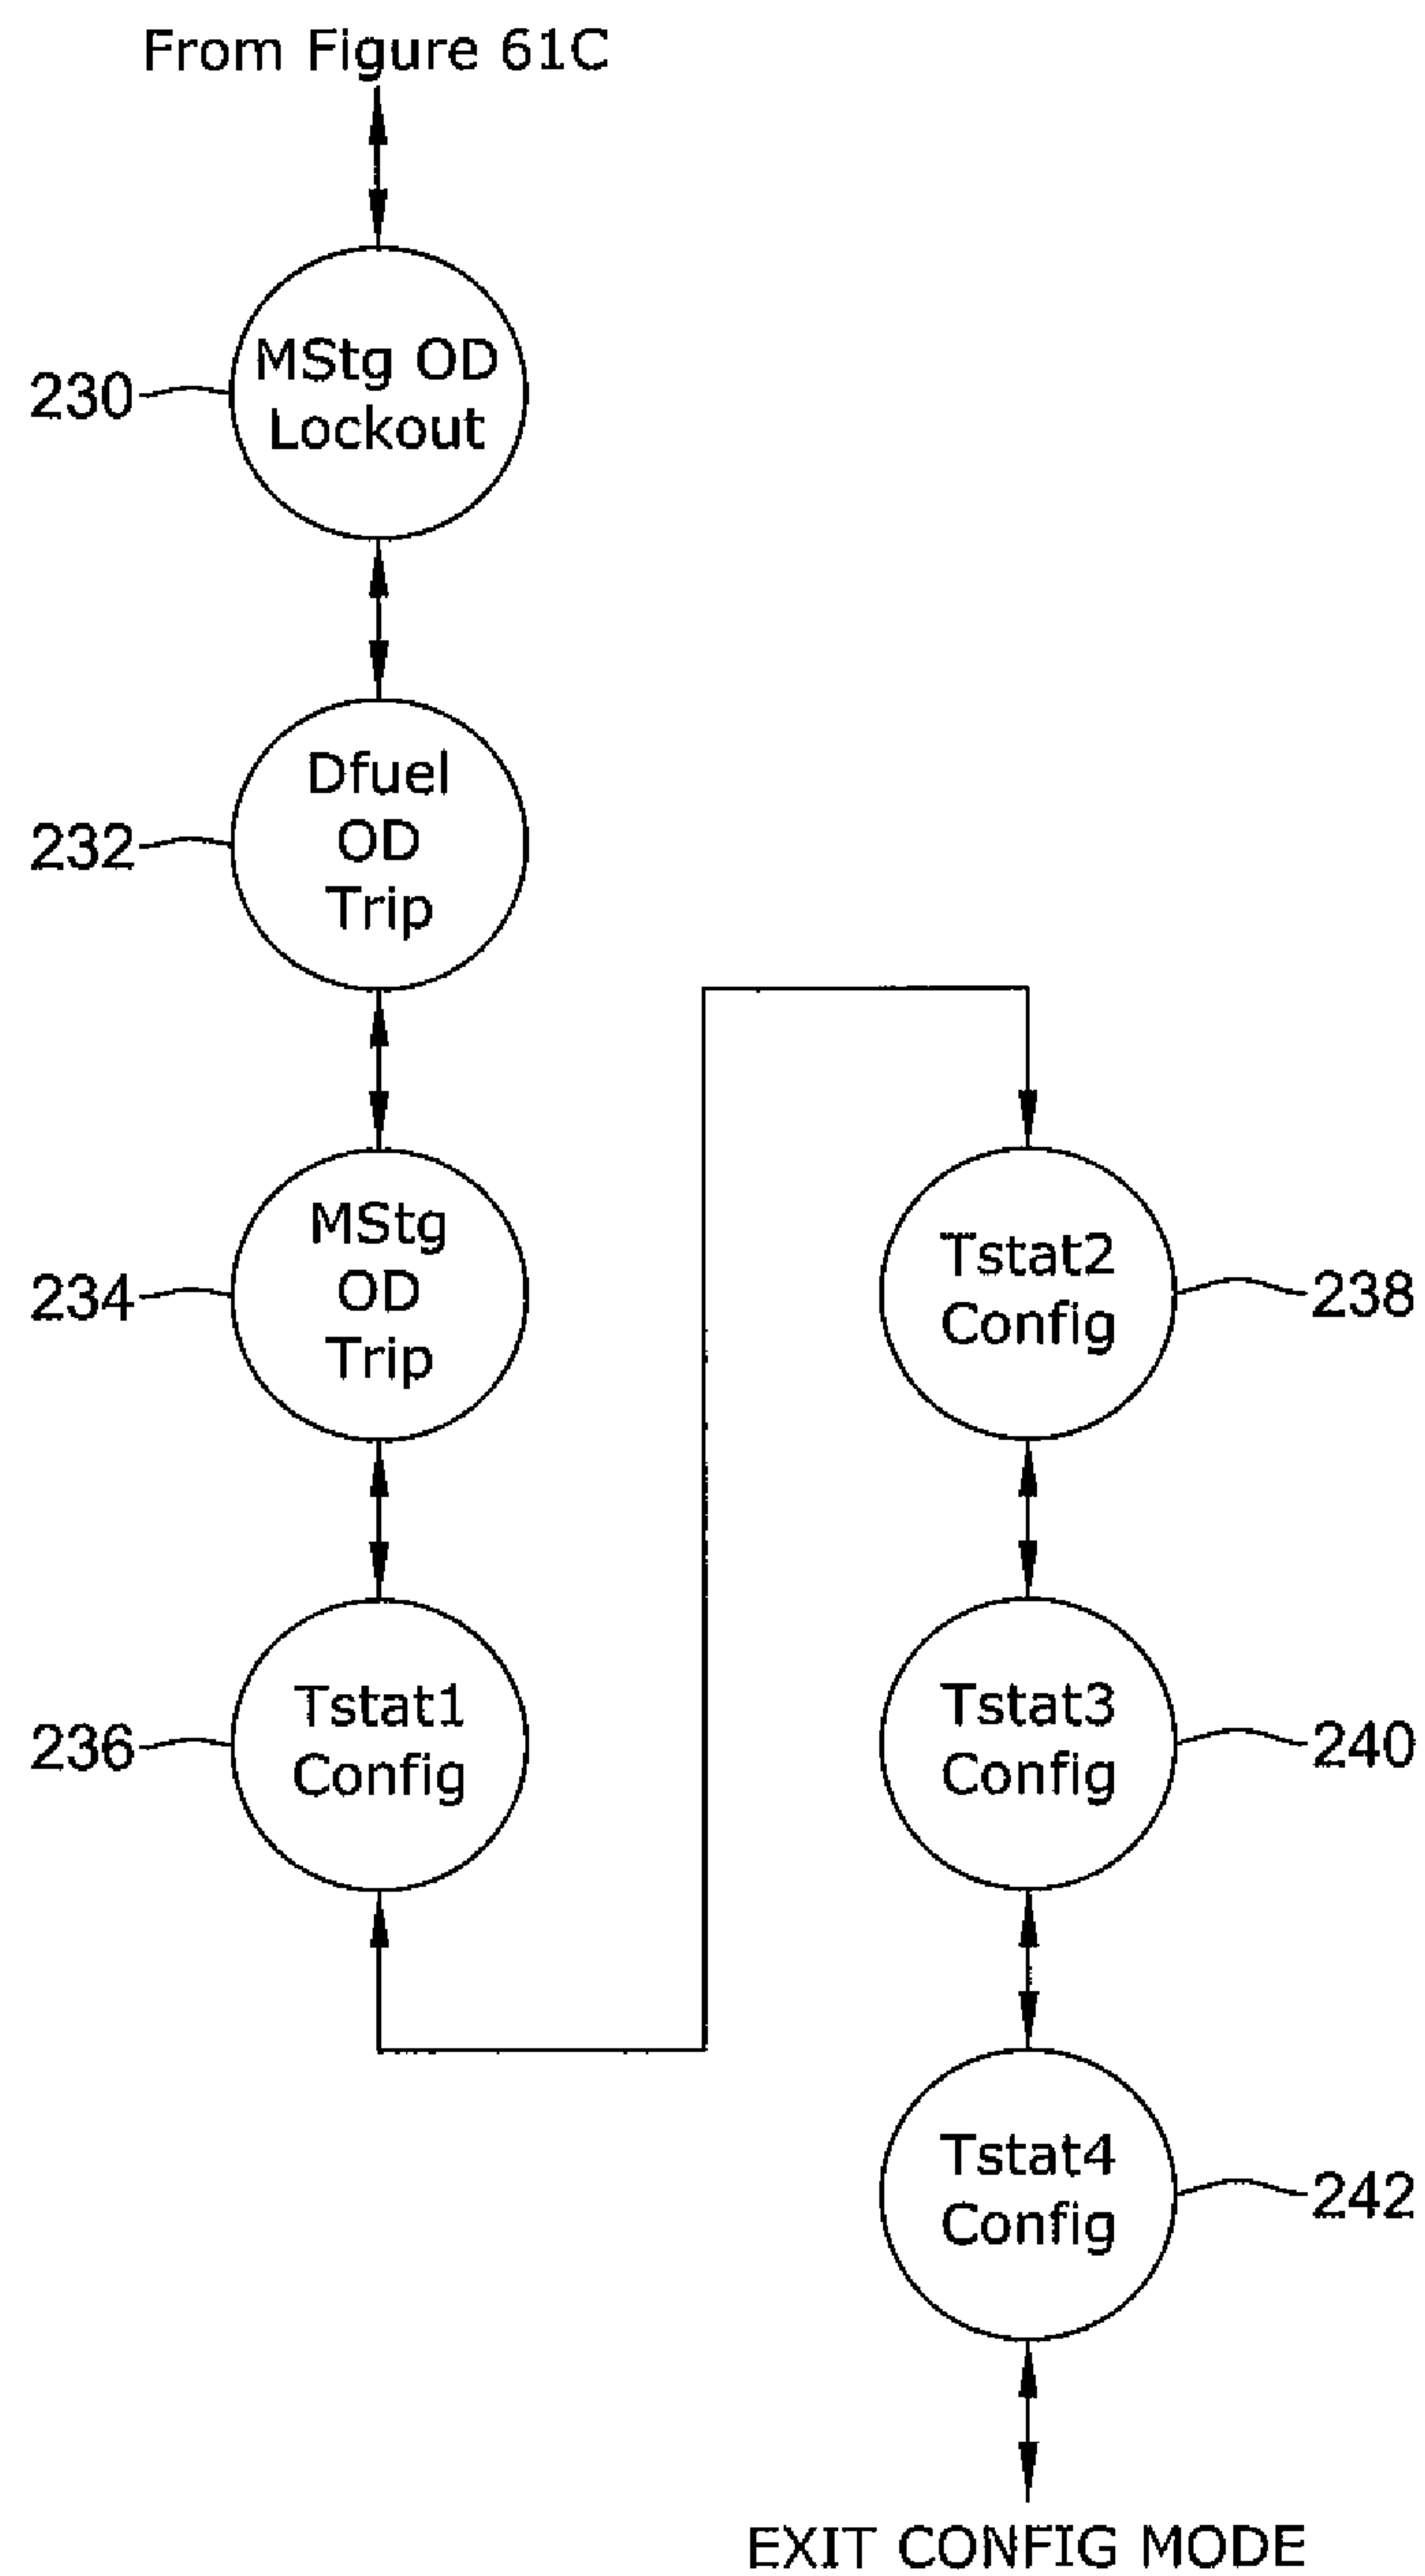 From Figure 61C
MStg OD
Lockout
230
Dfuel
OD
Trip
232
MStg
OD
Trip
234
Tstat1
Config
236
Tstat2
Config
238
Tstat3
Config
240
Tstat4
Config
242
EXIT CONFIG MODE